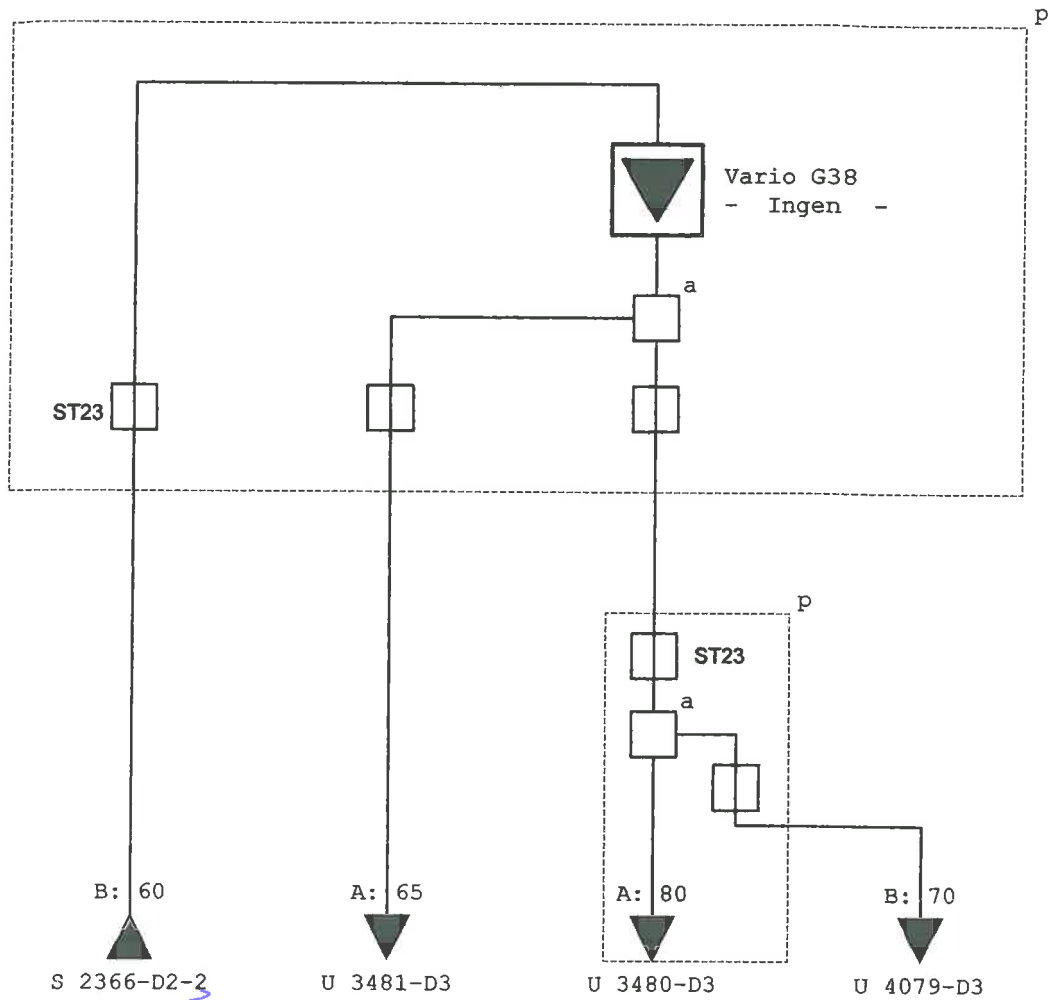 p
Vario G38
- Ingen -
a
ST23
p
ST23
a
B: 60
A: 65
A: 80
B: 70
S 2366-D2-2
U 3481-D3
U 3480-D3
U 4079-D3